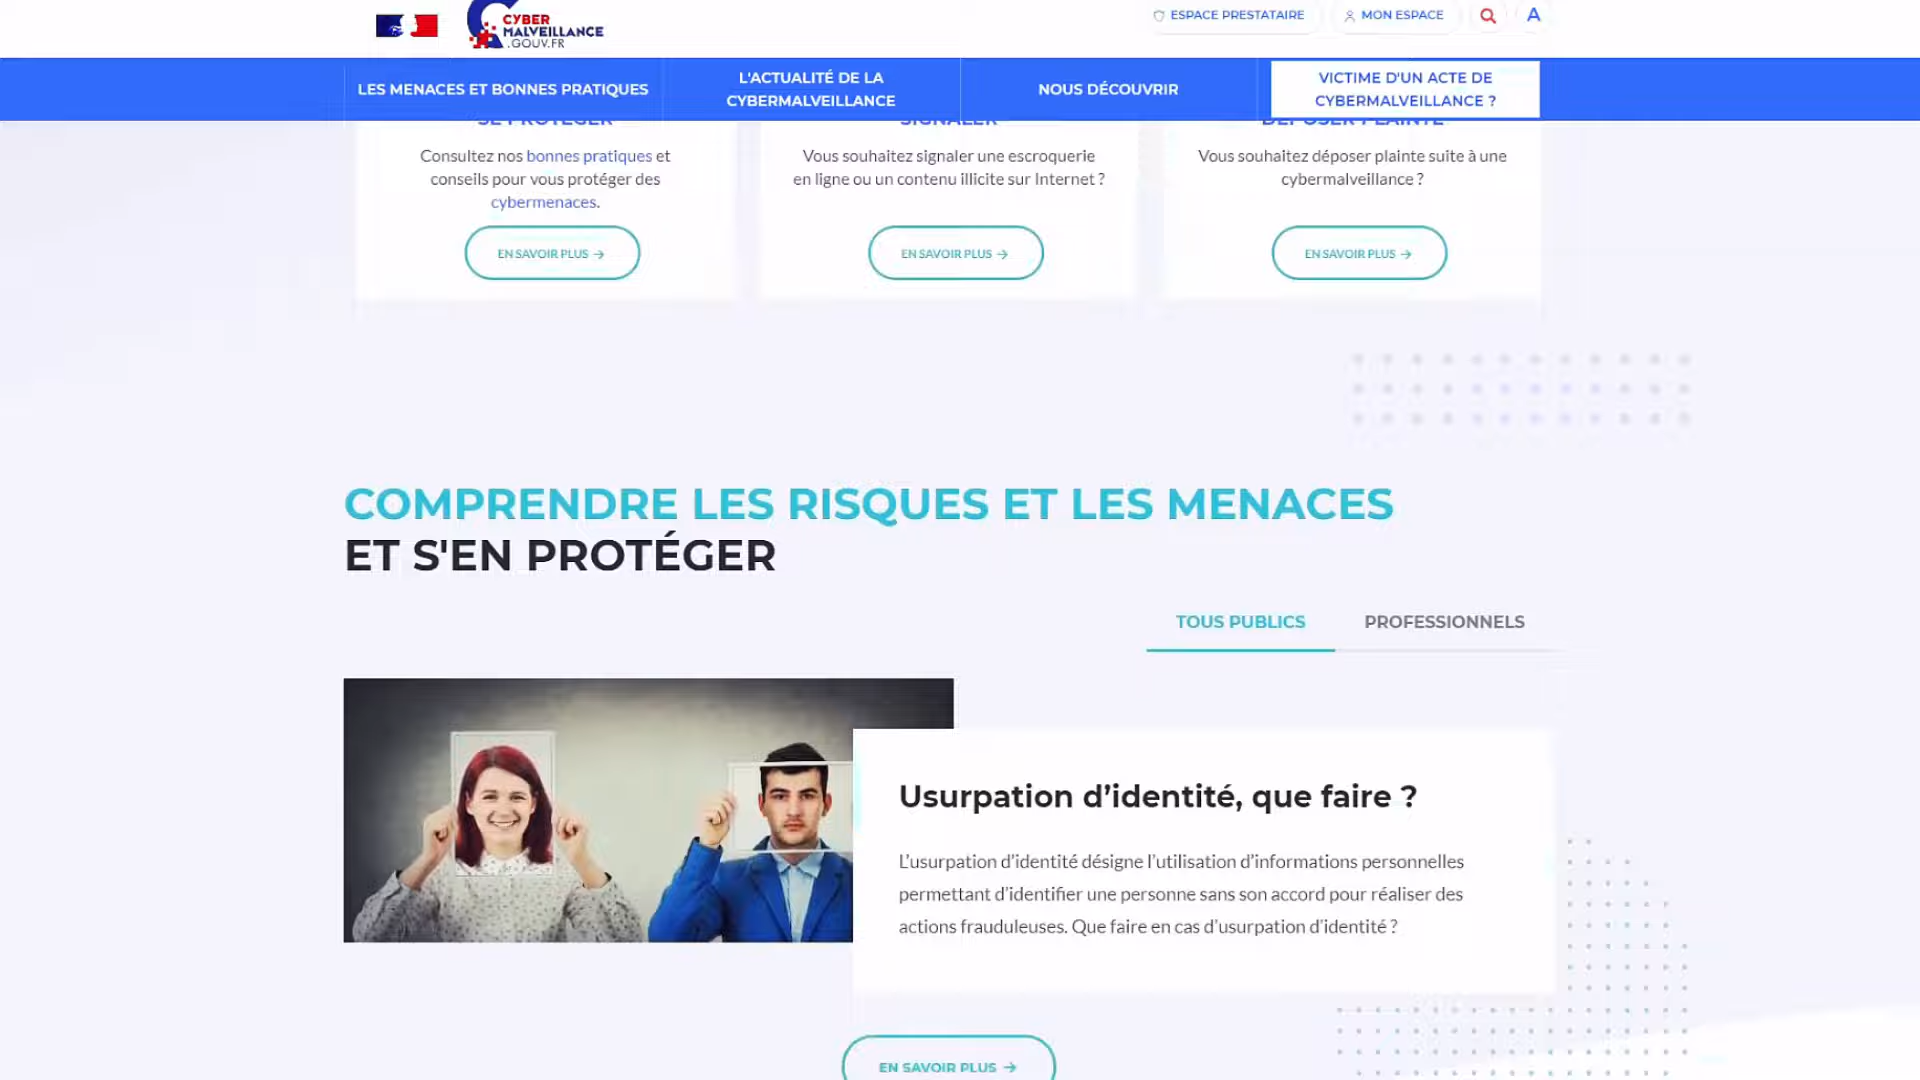 CYBER
MALVEILLANCE
.GOUV.FR
ESPACE PRESTATAIRE
MON ESPACE
A
LES MENACES ET BONNES PRATIQUES
L'ACTUALITÉ DE LA
CYBERMALVEILLANCE
NOUS DÉCOUVRIR
VICTIME D'UN ACTE DE
CYBERMALVEILLANCE ?
SE PROTÉGER
SIGNALER
DÉPOSER PLAINTE
Consultez nos bonnes pratiques et
conseils pour vous protéger des
cybermenaces.
Vous souhaitez signaler une escroquerie
en ligne ou un contenu illicite sur Internet ?
Vous souhaitez déposer plainte suite à une
cybermalveillance ?
EN SAVOIR PLUS →
EN SAVOIR PLUS →
EN SAVOIR PLUS →
COMPRENDRE LES RISQUES ET LES MENACES
ET S'EN PROTÉGER
TOUS PUBLICS
PROFESSIONNELS
Usurpation d’identité, que faire ?
L’usurpation d’identité désigne l’utilisation d’informations personnelles
permettant d’identifier une personne sans son accord pour réaliser des
actions frauduleuses. Que faire en cas d’usurpation d’identité ?
EN SAVOIR PLUS →